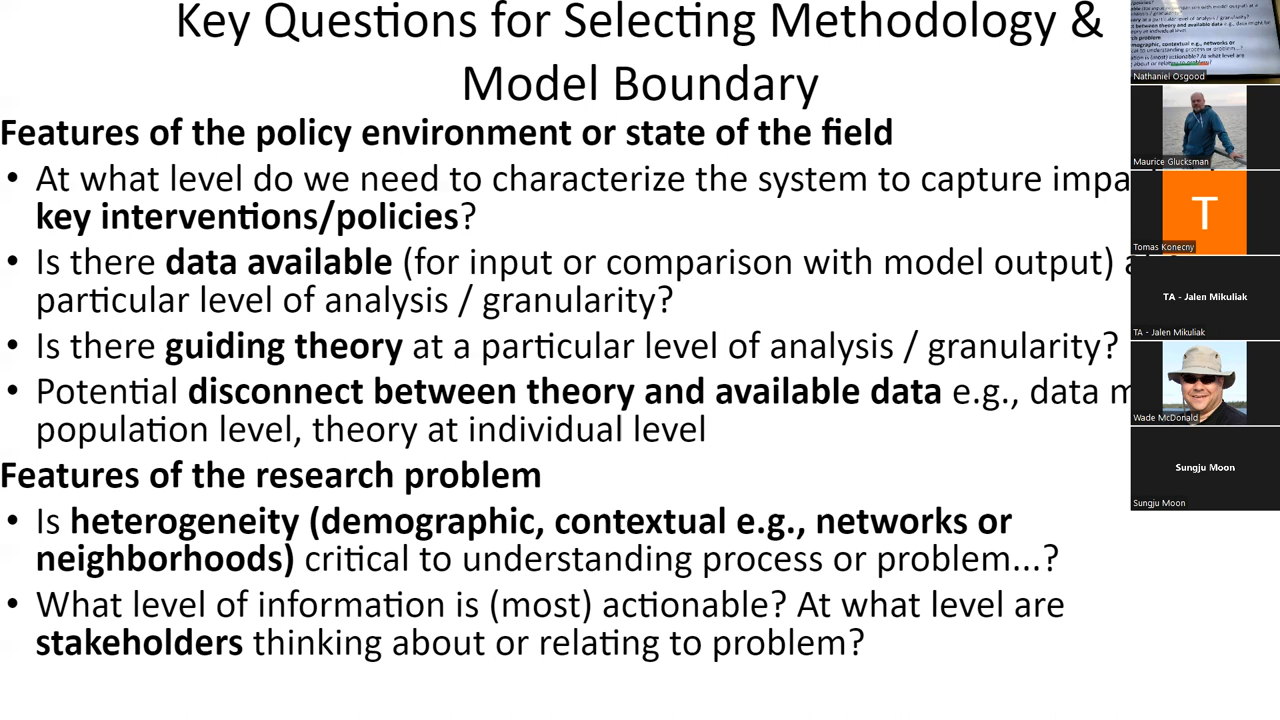 Key Questions for Selecting Methodology &
Model Boundary
Features of the policy environment or state of the field
• At what level do we need to characterize the system to capture
key interventions/policies?
• Is there data available (for input or comparison with model output)
particular level of analysis / granularity?
• Is there guiding theory at a particular level of analysis / granularity?
• Potential disconnect between theory and available data e.g., data
population level, theory at individual level
Features of the research problem
• Is heterogeneity (demographic, contextual e.g., networks or
neighborhoods) critical to understanding process or problem...?
• What level of information is (most) actionable? At what level are
stakeholders thinking about or relating to problem?
Nathaniel Osgood
Maurice Glucksman
T
Tomas Konecny
TA - Jalen Mikuliak
TA - Jalen Mikuliak
Wade McDonald
Sungju Moon
Sungju Moon